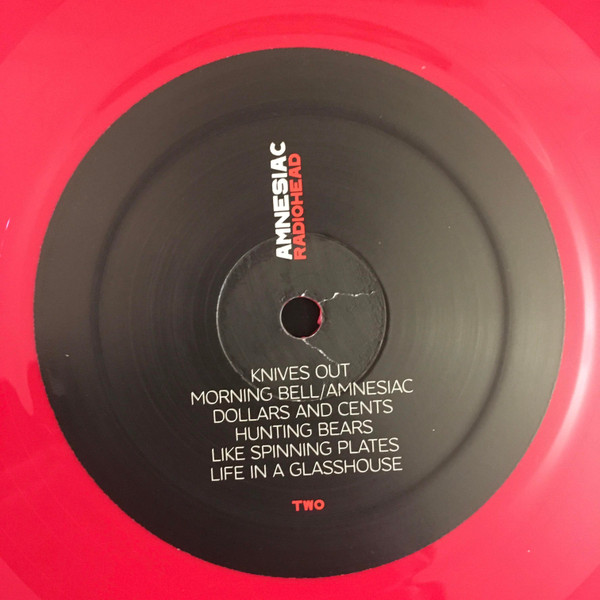 AMNESIAC
RADIOHEAD
KNIVES OUT
MORNING BELL/AMNESIAC
DOLLARS AND CENTS
HUNTING BEARS
LIKE SPINNING PLATES
LIFE IN A GLASSHOUSE
TWO